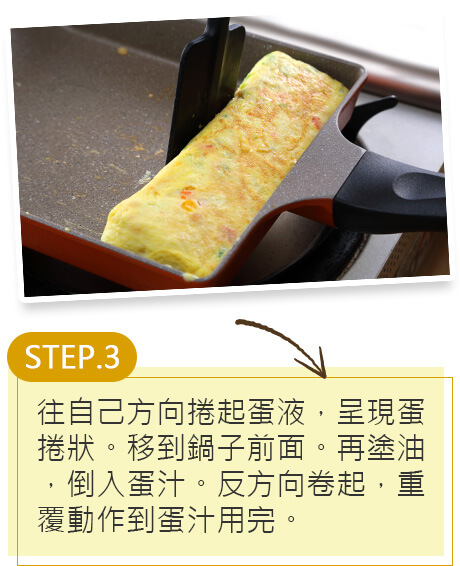 STEP.3
往自己方向捲起蛋液，呈現蛋
捲狀。移到鍋子前面。再塗油
，倒入蛋汁。反方向卷起，重
覆動作到蛋汁用完。